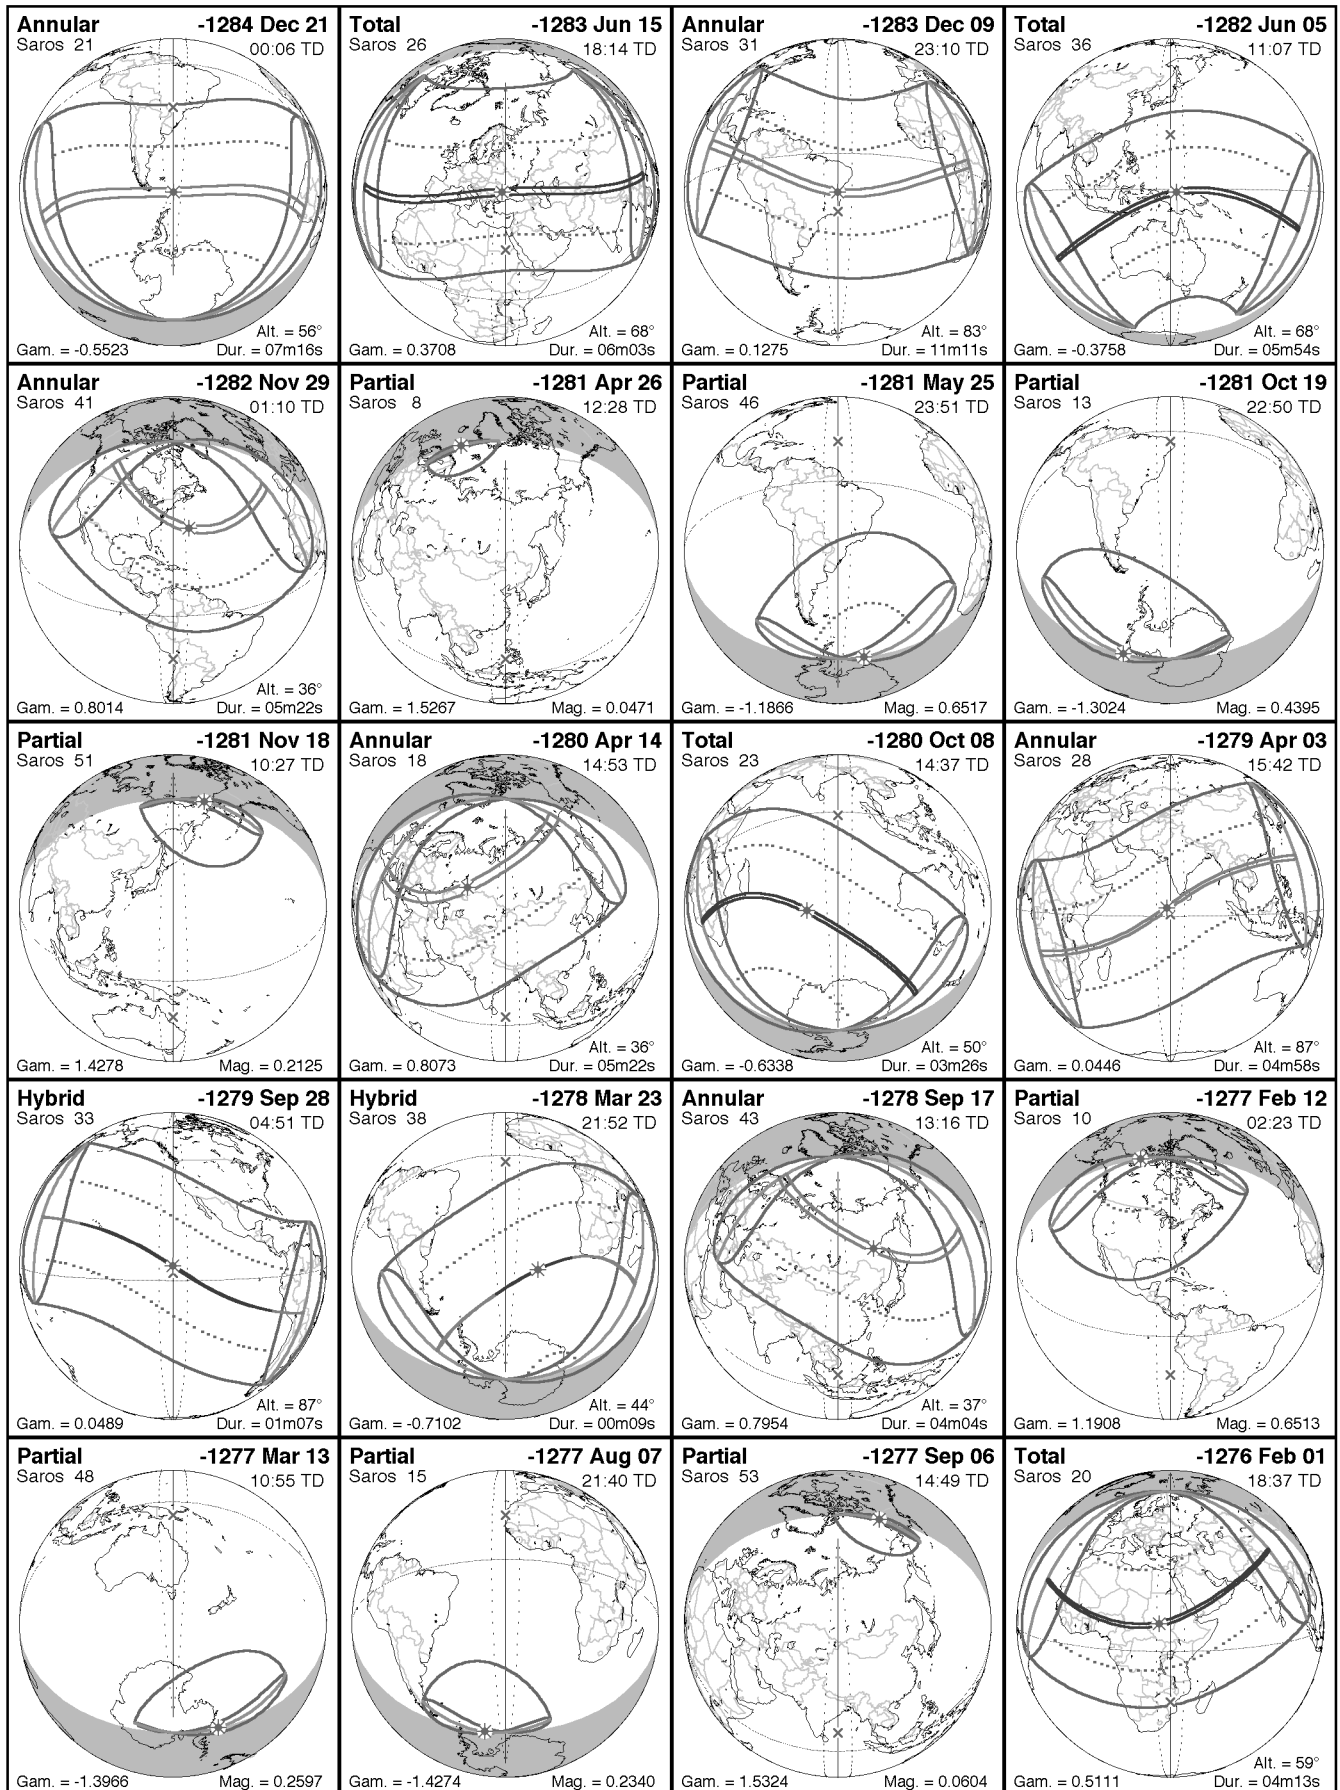 Annular -1284 Dec 21
Saros 21 00:06 TD
Alt. = 56°
Gam. = -0.5523 Dur. = 07m16s
Total -1283 Jun 15
Saros 26 18:14 TD
Alt. = 68°
Gam. = 0.3708 Dur. = 06m03s
Annular -1283 Dec 09
Saros 31 23:10 TD
Alt. = 83°
Gam. = 0.1275 Dur. = 11m11s
Total -1282 Jun 05
Saros 36 11:07 TD
Alt. = 68°
Gam. = -0.3758 Dur. = 05m54s
Annular -1282 Nov 29
Saros 41 01:10 TD
Alt. = 36°
Gam. = 0.8014 Dur. = 05m22s
Partial -1281 Apr 26
Saros 8 12:28 TD
Gam. = 1.5267 Mag. = 0.0471
Partial -1281 May 25
Saros 46 23:51 TD
Gam. = -1.1866 Mag. = 0.6517
Partial -1281 Oct 19
Saros 13 22:50 TD
Gam. = -1.3024 Mag. = 0.4395
Partial -1281 Nov 18
Saros 51 10:27 TD
Gam. = 1.4278 Mag. = 0.2125
Annular -1280 Apr 14
Saros 18 14:53 TD
Alt. = 36°
Gam. = 0.8073 Dur. = 05m22s
Total -1280 Oct 08
Saros 23 14:37 TD
Alt. = 50°
Gam. = -0.6338 Dur. = 03m26s
Annular -1279 Apr 03
Saros 28 15:42 TD
Alt. = 87°
Gam. = 0.0446 Dur. = 04m58s
Hybrid -1279 Sep 28
Saros 33 04:51 TD
Alt. = 87°
Gam. = 0.0489 Dur. = 01m07s
Hybrid -1278 Mar 23
Saros 38 21:52 TD
Alt. = 44°
Gam. = -0.7102 Dur. = 00m09s
Annular -1278 Sep 17
Saros 43 13:16 TD
Alt. = 37°
Gam. = 0.7954 Dur. = 04m04s
Partial -1277 Feb 12
Saros 10 02:23 TD
Gam. = 1.1908 Mag. = 0.6513
Partial -1277 Mar 13
Saros 48 10:55 TD
Gam. = -1.3966 Mag. = 0.2597
Partial -1277 Aug 07
Saros 15 21:40 TD
Gam. = -1.4274 Mag. = 0.2340
Partial -1277 Sep 06
Saros 53 14:49 TD
Gam. = 1.5324 Mag. = 0.0604
Total -1276 Feb 01
Saros 20 18:37 TD
Alt. = 59°
Gam. = 0.5111 Dur. = 04m13s